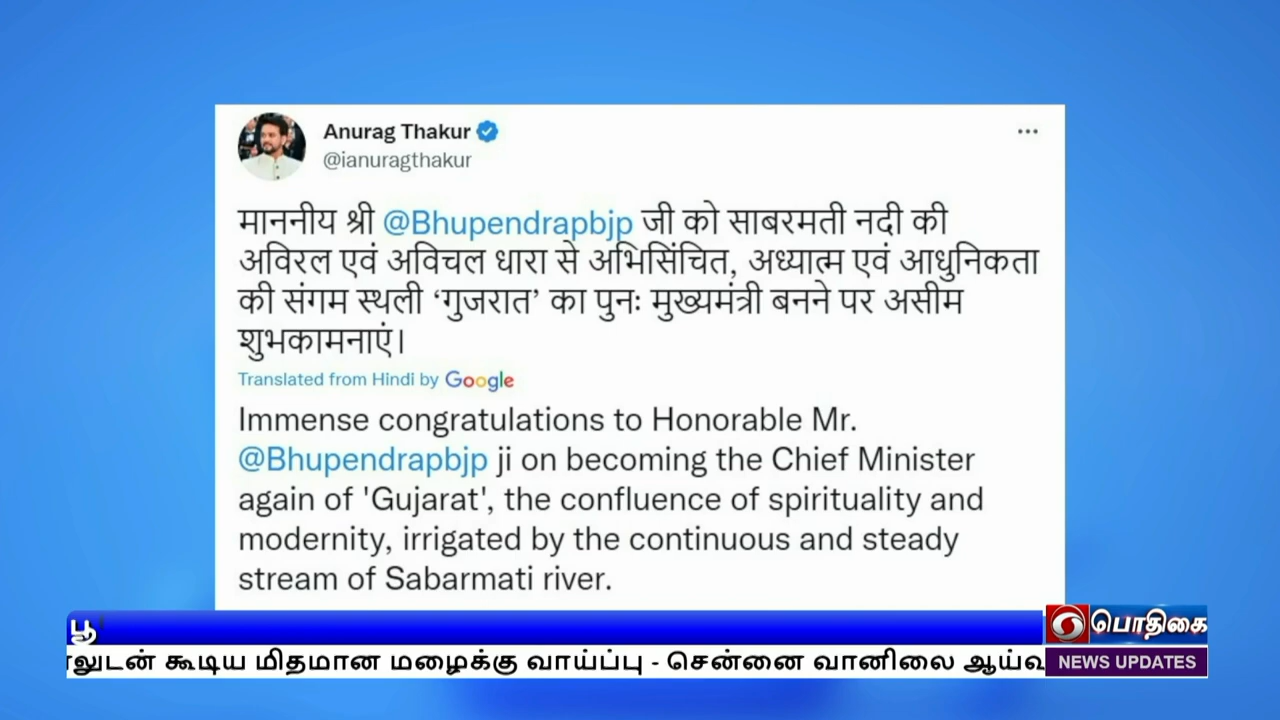 Anurag Thakur
@ianuragthakur
माननीय श्री @Bhupendrapbjp जी को साबरमती नदी की
अविरल एवं अविचल धारा से अभिसिंचित, अध्यात्म एवं आधुनिकता
की संगम स्थली ‘गुजरात’ का पुनः मुख्यमंत्री बनने पर असीम
शुभकामनाएं।
Translated from Hindi by Google
Immense congratulations to Honorable Mr.
@Bhupendrapbjp ji on becoming the Chief Minister
again of 'Gujarat', the confluence of spirituality and
modernity, irrigated by the continuous and steady
stream of Sabarmati river.
பூ
பொதிகை
லுடன் கூடிய மிதமான மழைக்கு வாய்ப்பு - சென்னை வானிலை ஆய்வ
NEWS UPDATES